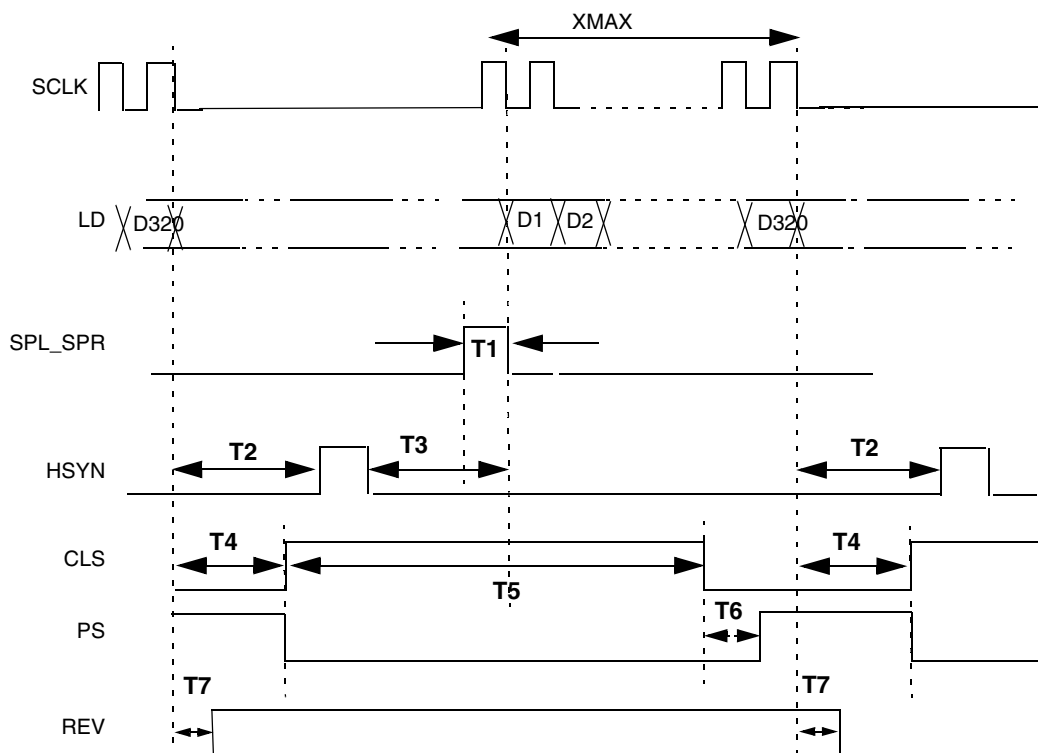 XMAX
SCLK
LD D320 D1 D2 D320
SPL_SPR T1
HSYN T2 T3 T2
CLS T4 T5 T4
PS T6
T7 T7
REV